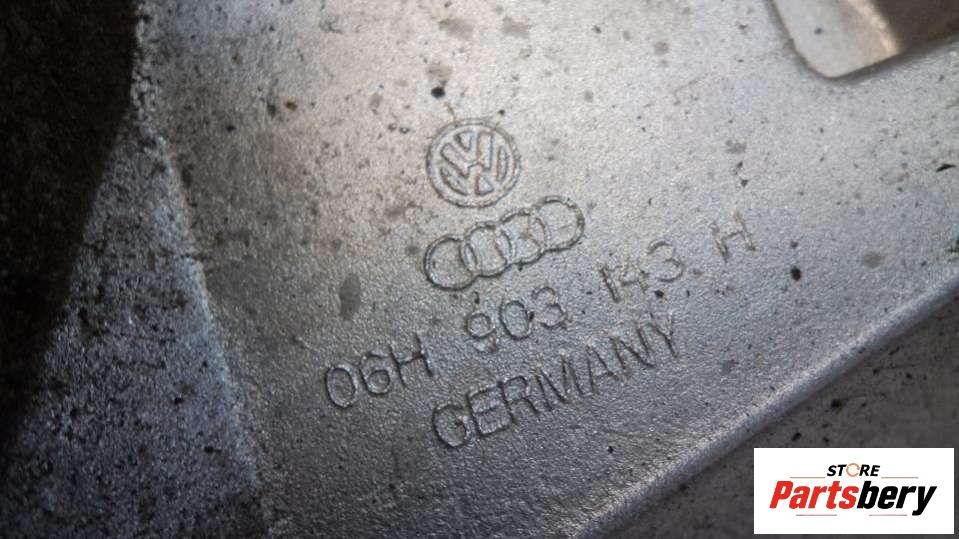 06H 903 143 H
GERMANY
STORE
Partsbery